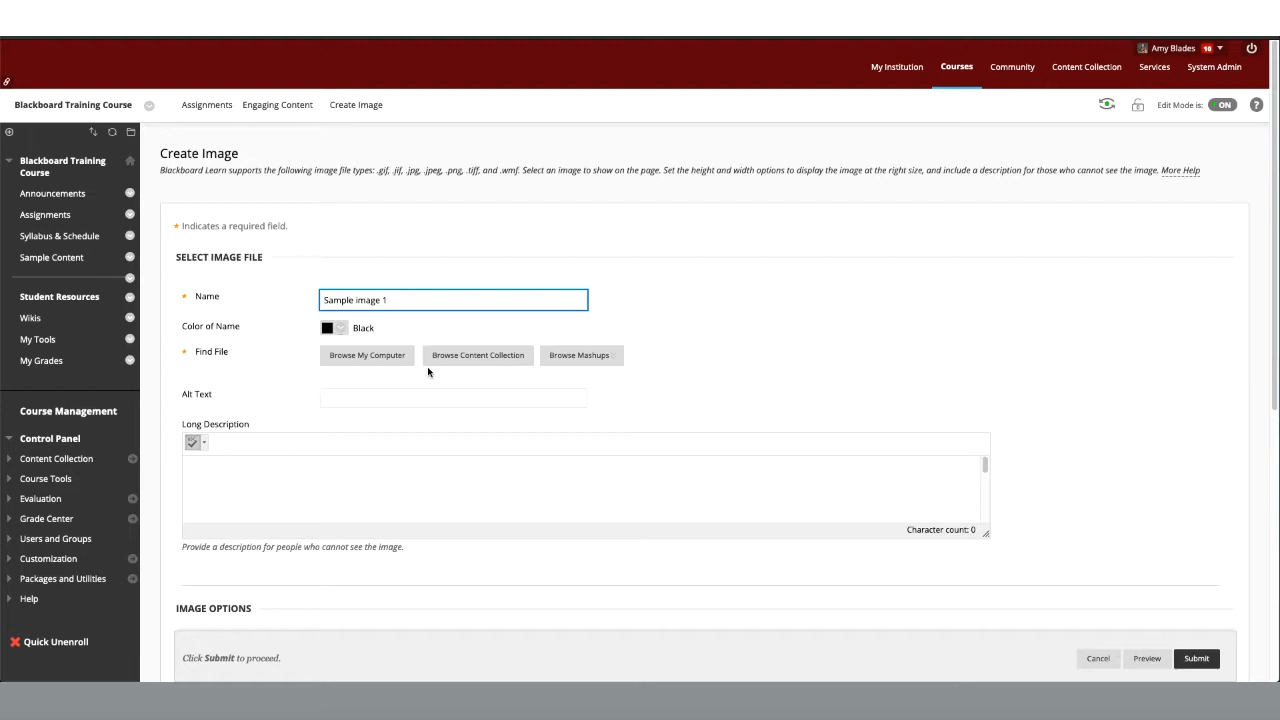 Amy Blades 10
My Institution Courses Community Content Collection Services System Admin
Blackboard Training Course Assignments Engaging Content Create Image Edit Mode is: ON ?
Blackboard Training Course
Announcements
Assignments
Syllabus & Schedule
Sample Content
Student Resources
Wikis
My Tools
My Grades
Course Management
Control Panel
Content Collection
Course Tools
Evaluation
Grade Center
Users and Groups
Customization
Packages and Utilities
Help
Quick Unenroll
Create Image
Blackboard Learn supports the following image file types: .gif, .jif, .jpg, .jpeg, .png, .tiff, and .wmf. Select an image to show on the page. Set the height and width options to display the image at the right size, and include a description for those who cannot see the image. More Help
* Indicates a required field.
SELECT IMAGE FILE
* Name Sample image 1
Color of Name Black
* Find File Browse My Computer Browse Content Collection Browse Mashups
Alt Text
Long Description
Character count: 0
Provide a description for people who cannot see the image.
IMAGE OPTIONS
Click Submit to proceed. Cancel Preview Submit